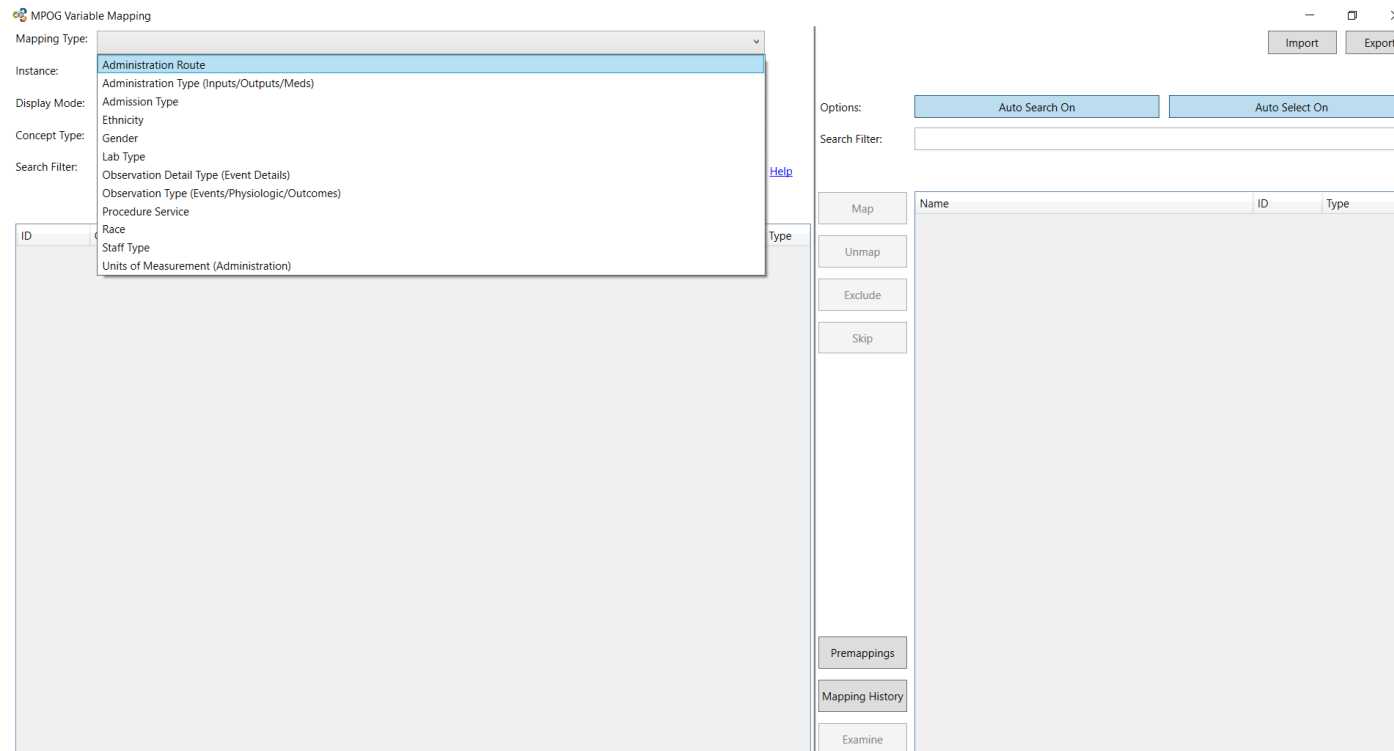 MPOG Variable Mapping
Mapping Type:
Administration Route
Administration Type (Inputs/Outputs/Meds)
Admission Type
Ethnicity
Gender
Lab Type
Observation Detail Type (Event Details)
Observation Type (Events/Physiologic/Outcomes)
Procedure Service
Race
Staff Type
Units of Measurement (Administration)
Instance:
Display Mode:
Concept Type:
Search Filter:
Help
ID
Type
Import
Export
Options:
Auto Search On
Auto Select On
Search Filter:
Map
Unmap
Exclude
Skip
Premappings
Mapping History
Examine
Name
ID
Type